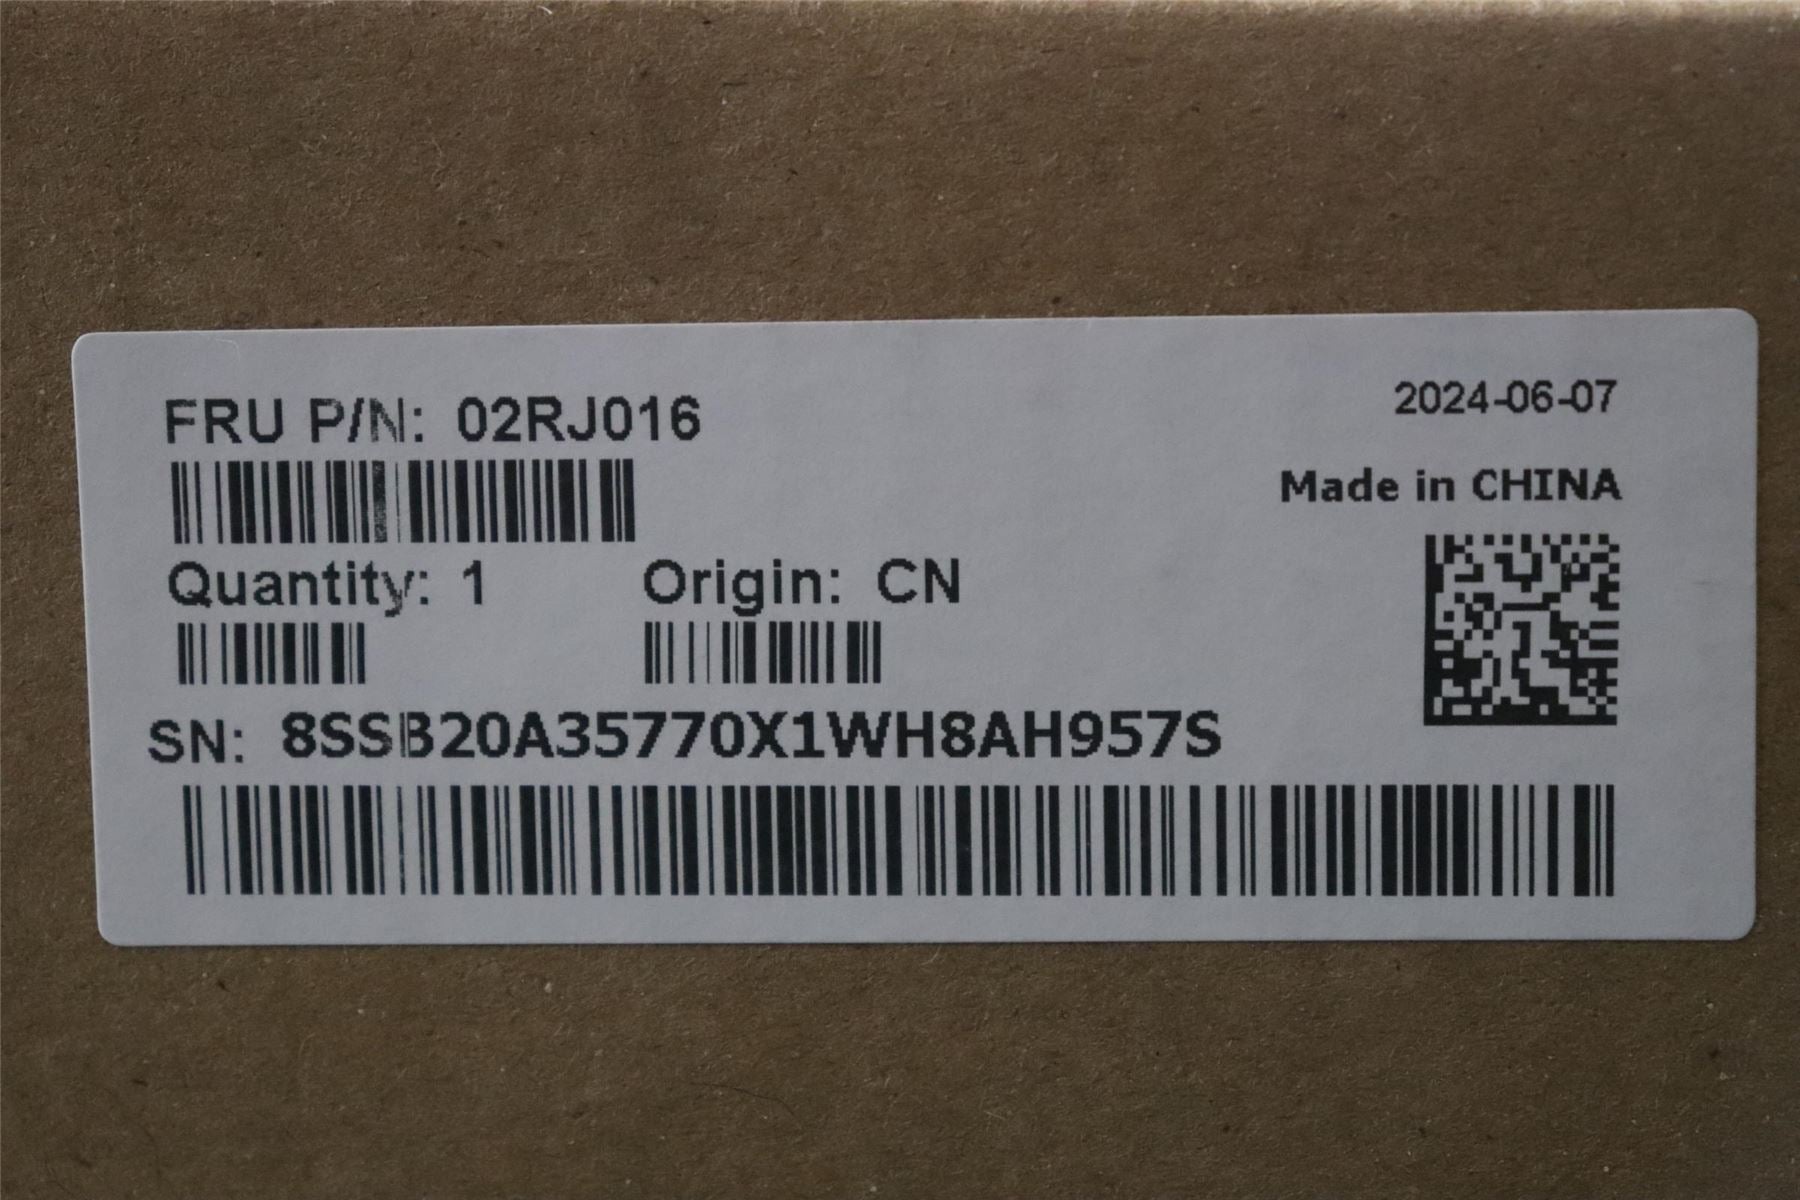 2024-06-07
FRU P/N: 02RJ016
Made in CHINA
Quantity: 1 Origin: CN
SN: 8SSB20A35770X1WH8AH957S